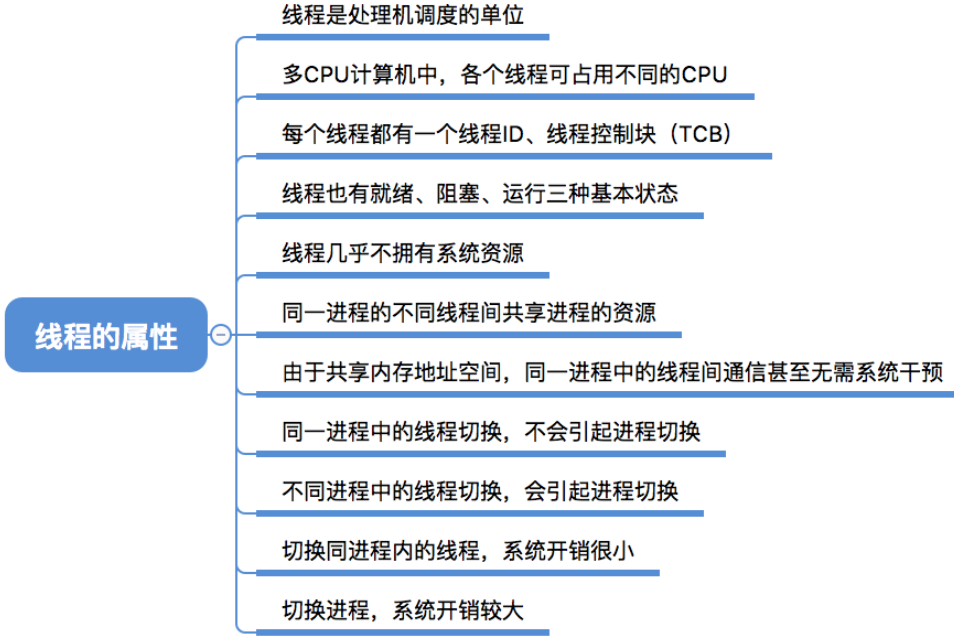 线程是处理机调度的单位
多CPU计算机中，各个线程可占用不同的CPU
每个线程都有一个线程ID、线程控制块（TCB）
线程也有就绪、阻塞、运行三种基本状态
线程几乎不拥有系统资源
线程的属性
同一进程的不同线程间共享进程的资源
由于共享内存地址空间，同一进程中的线程间通信甚至无需系统干预
同一进程中的线程切换，不会引起进程切换
不同进程中的线程切换，会引起进程切换
切换同进程内的线程，系统开销很小
切换进程，系统开销较大